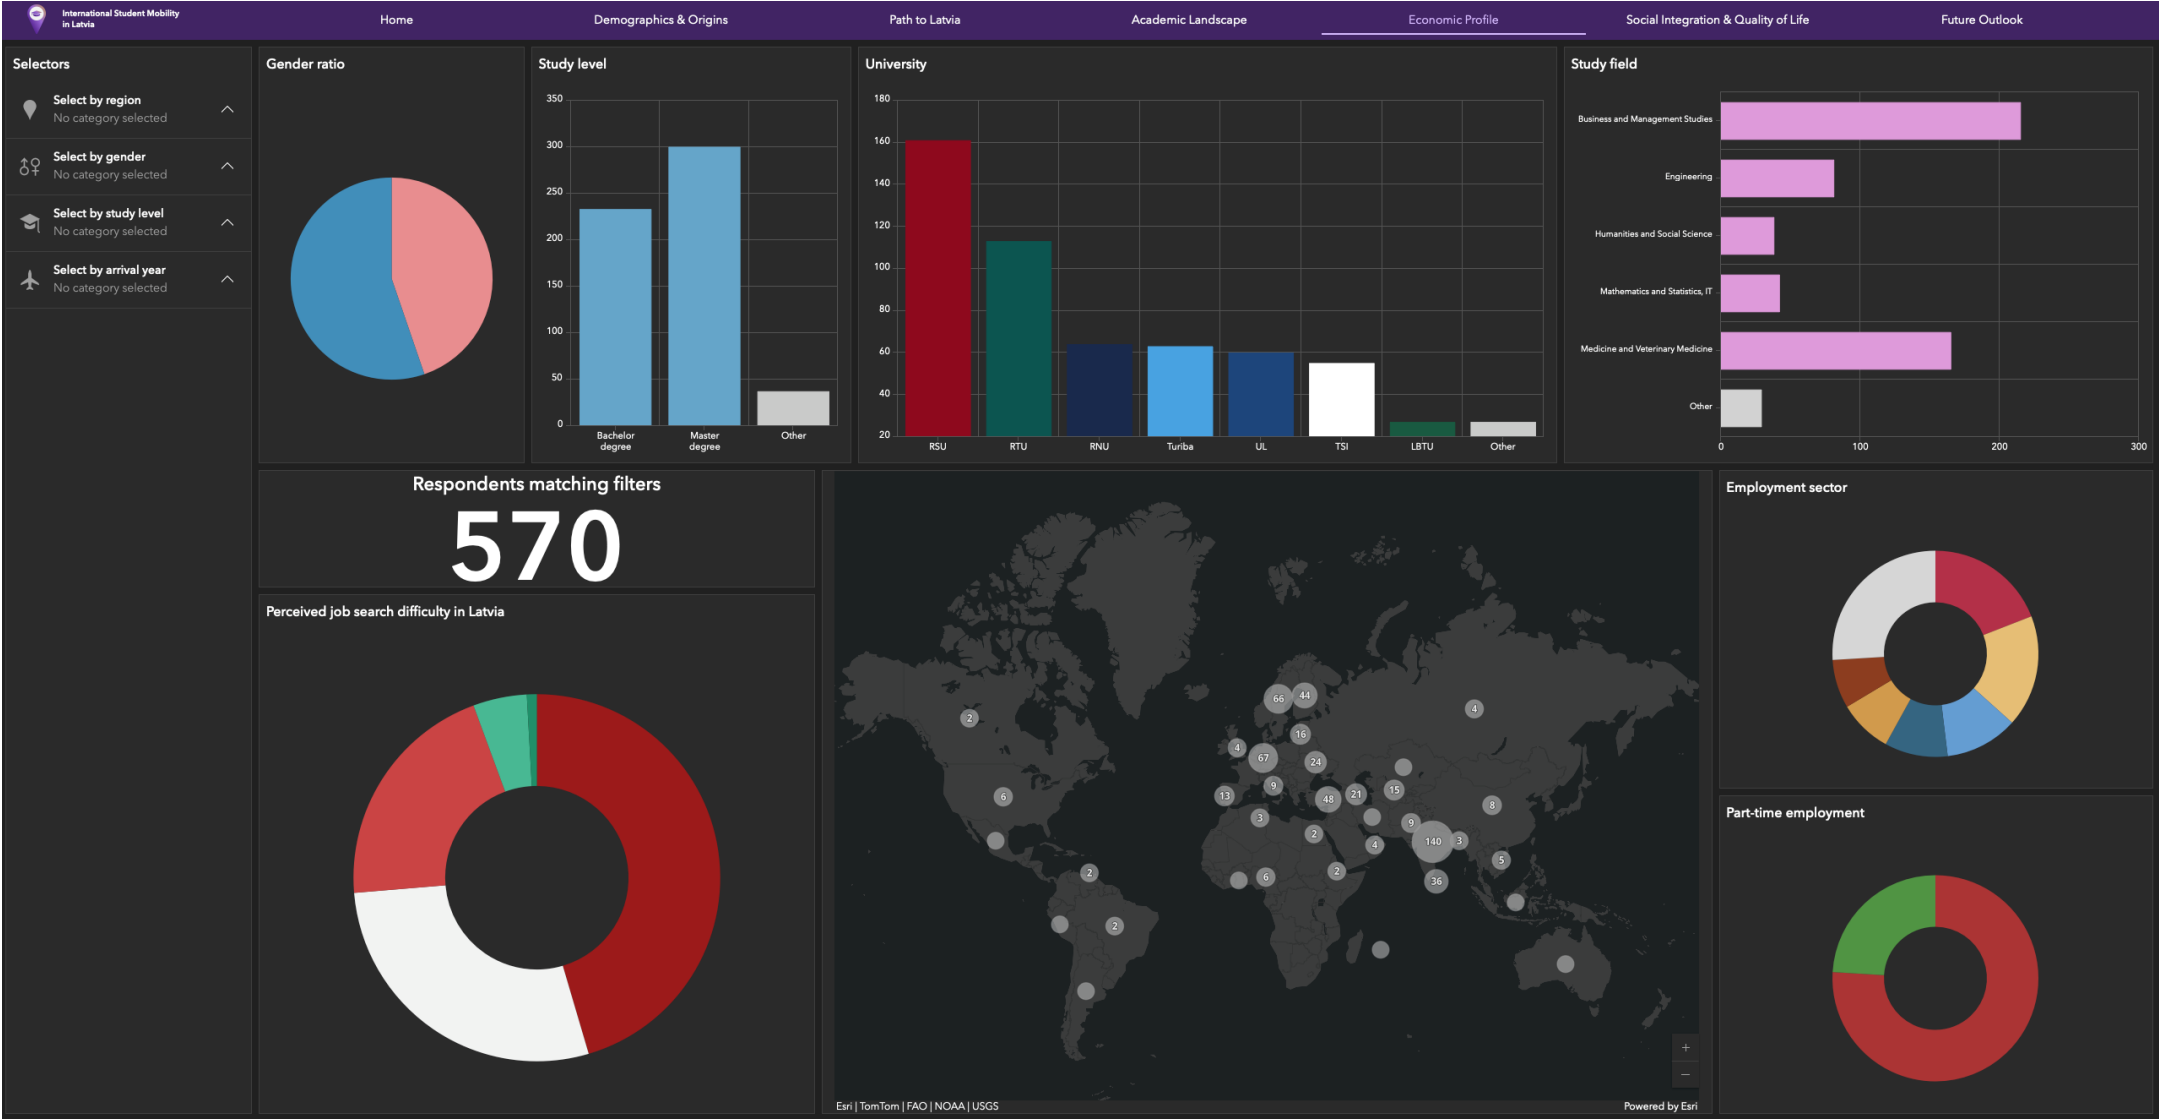 International Student Mobility
in Latvia
Home
Demographics & Origins
Path to Latvia
Academic Landscape
Economic Profile
Social Integration & Quality of Life
Future Outlook
Selectors
Select by region
No category selected
Select by gender
No category selected
Select by study level
No category selected
Select by arrival year
No category selected
Gender ratio
Study level
350
300
250
200
150
100
50
0
Bachelor
degree
Master
degree
Other
University
180
160
140
120
100
80
60
40
20
RSU
RTU
RNU
Turiba
UL
TSI
LBTU
Other
Study field
Business and Management Studies
Engineering
Humanities and Social Science
Mathematics and Statistics, IT
Medicine and Veterinary Medicine
Other
0
100
200
300
Respondents matching filters
570
Perceived job search difficulty in Latvia
66
44
2
4
16
4
67
24
9
6
13
48
21
15
8
3
9
2
140
3
4
5
2
6
2
36
2
+
−
Esri | TomTom | FAO | NOAA | USGS
Powered by Esri
Employment sector
Part-time employment